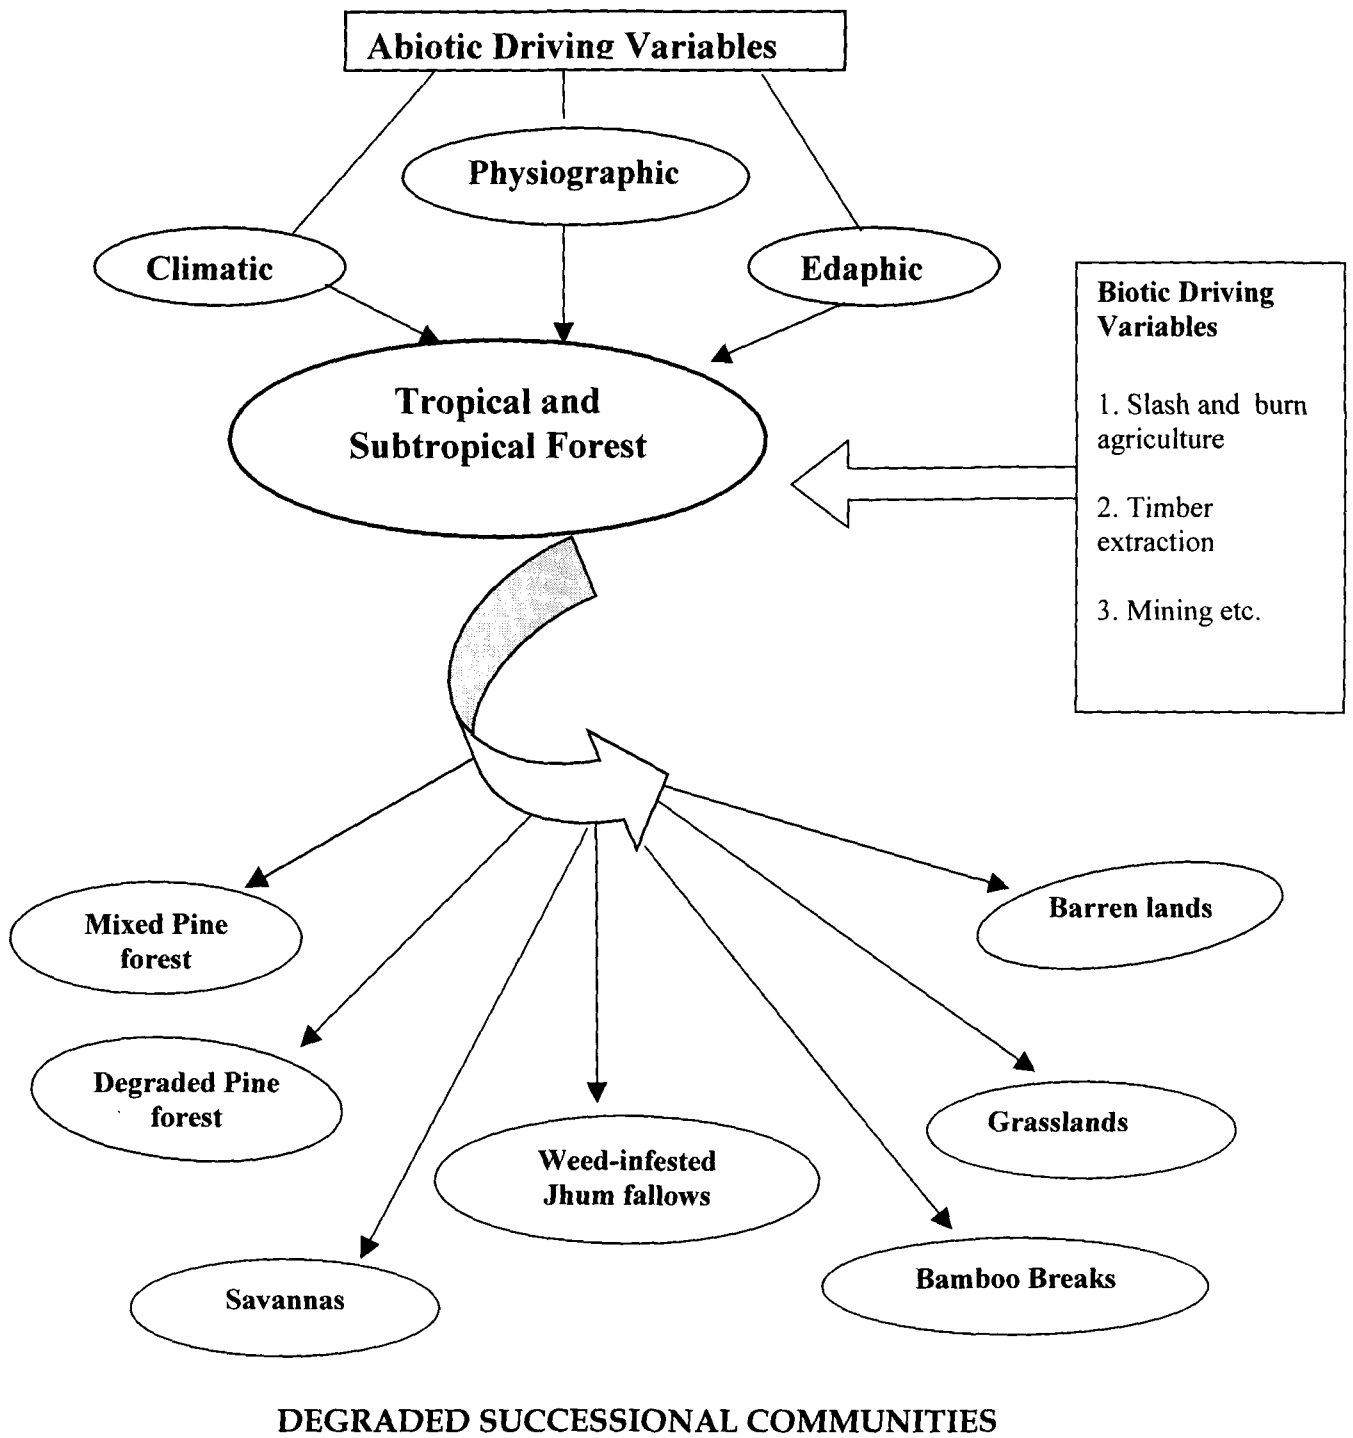 Abiotic Driving Variables
Physiographic
Climatic
Edaphic
Biotic Driving
Variables
1. Slash and burn
agriculture
2. Timber
extraction
3. Mining etc.
Tropical and
Subtropical Forest
Barren lands
Mixed Pine
forest
Degraded Pine
forest
Grasslands
Weed-infested
Jhum fallows
Bamboo Breaks
Savannas
DEGRADED SUCCESSIONAL COMMUNITIES